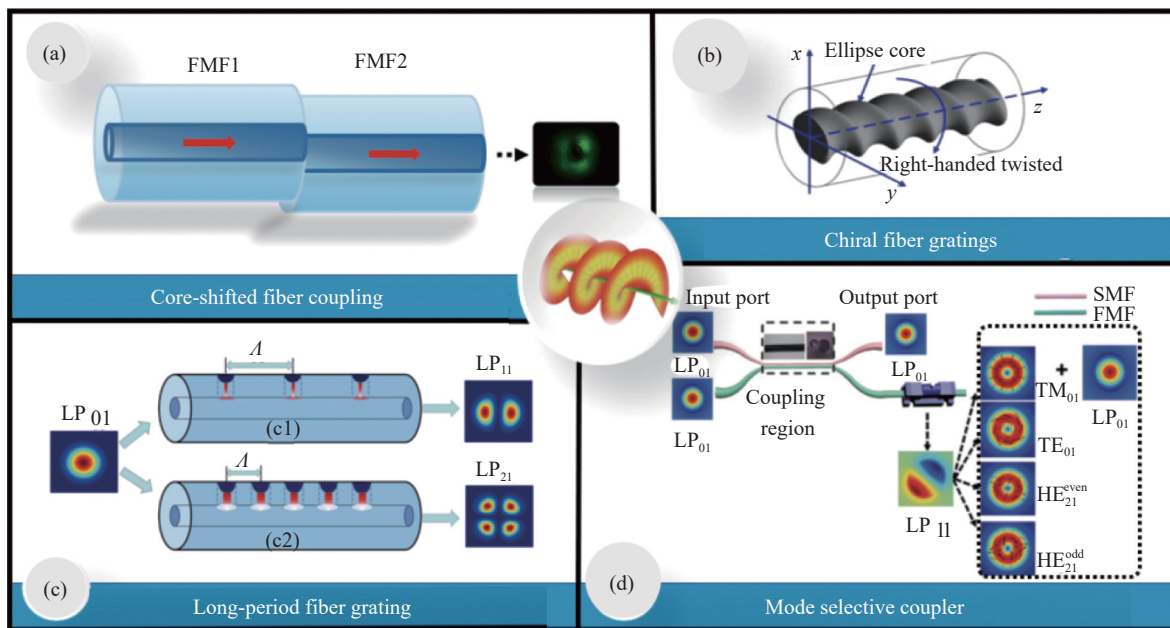 (a)
FMF1
FMF2
Core-shifted fiber coupling
(b)
x
Ellipse core
z
Right-handed twisted
y
Chiral fiber gratings
(c)
LP 01
Λ
(c1)
LP11
Λ
(c2)
LP21
Long-period fiber grating
(d)
Input port
Output port
SMF
FMF
LP01
LP01
LP01
Coupling
region
LP 11
TM01
+
LP01
TE01
HE21even
HE21odd
Mode selective coupler